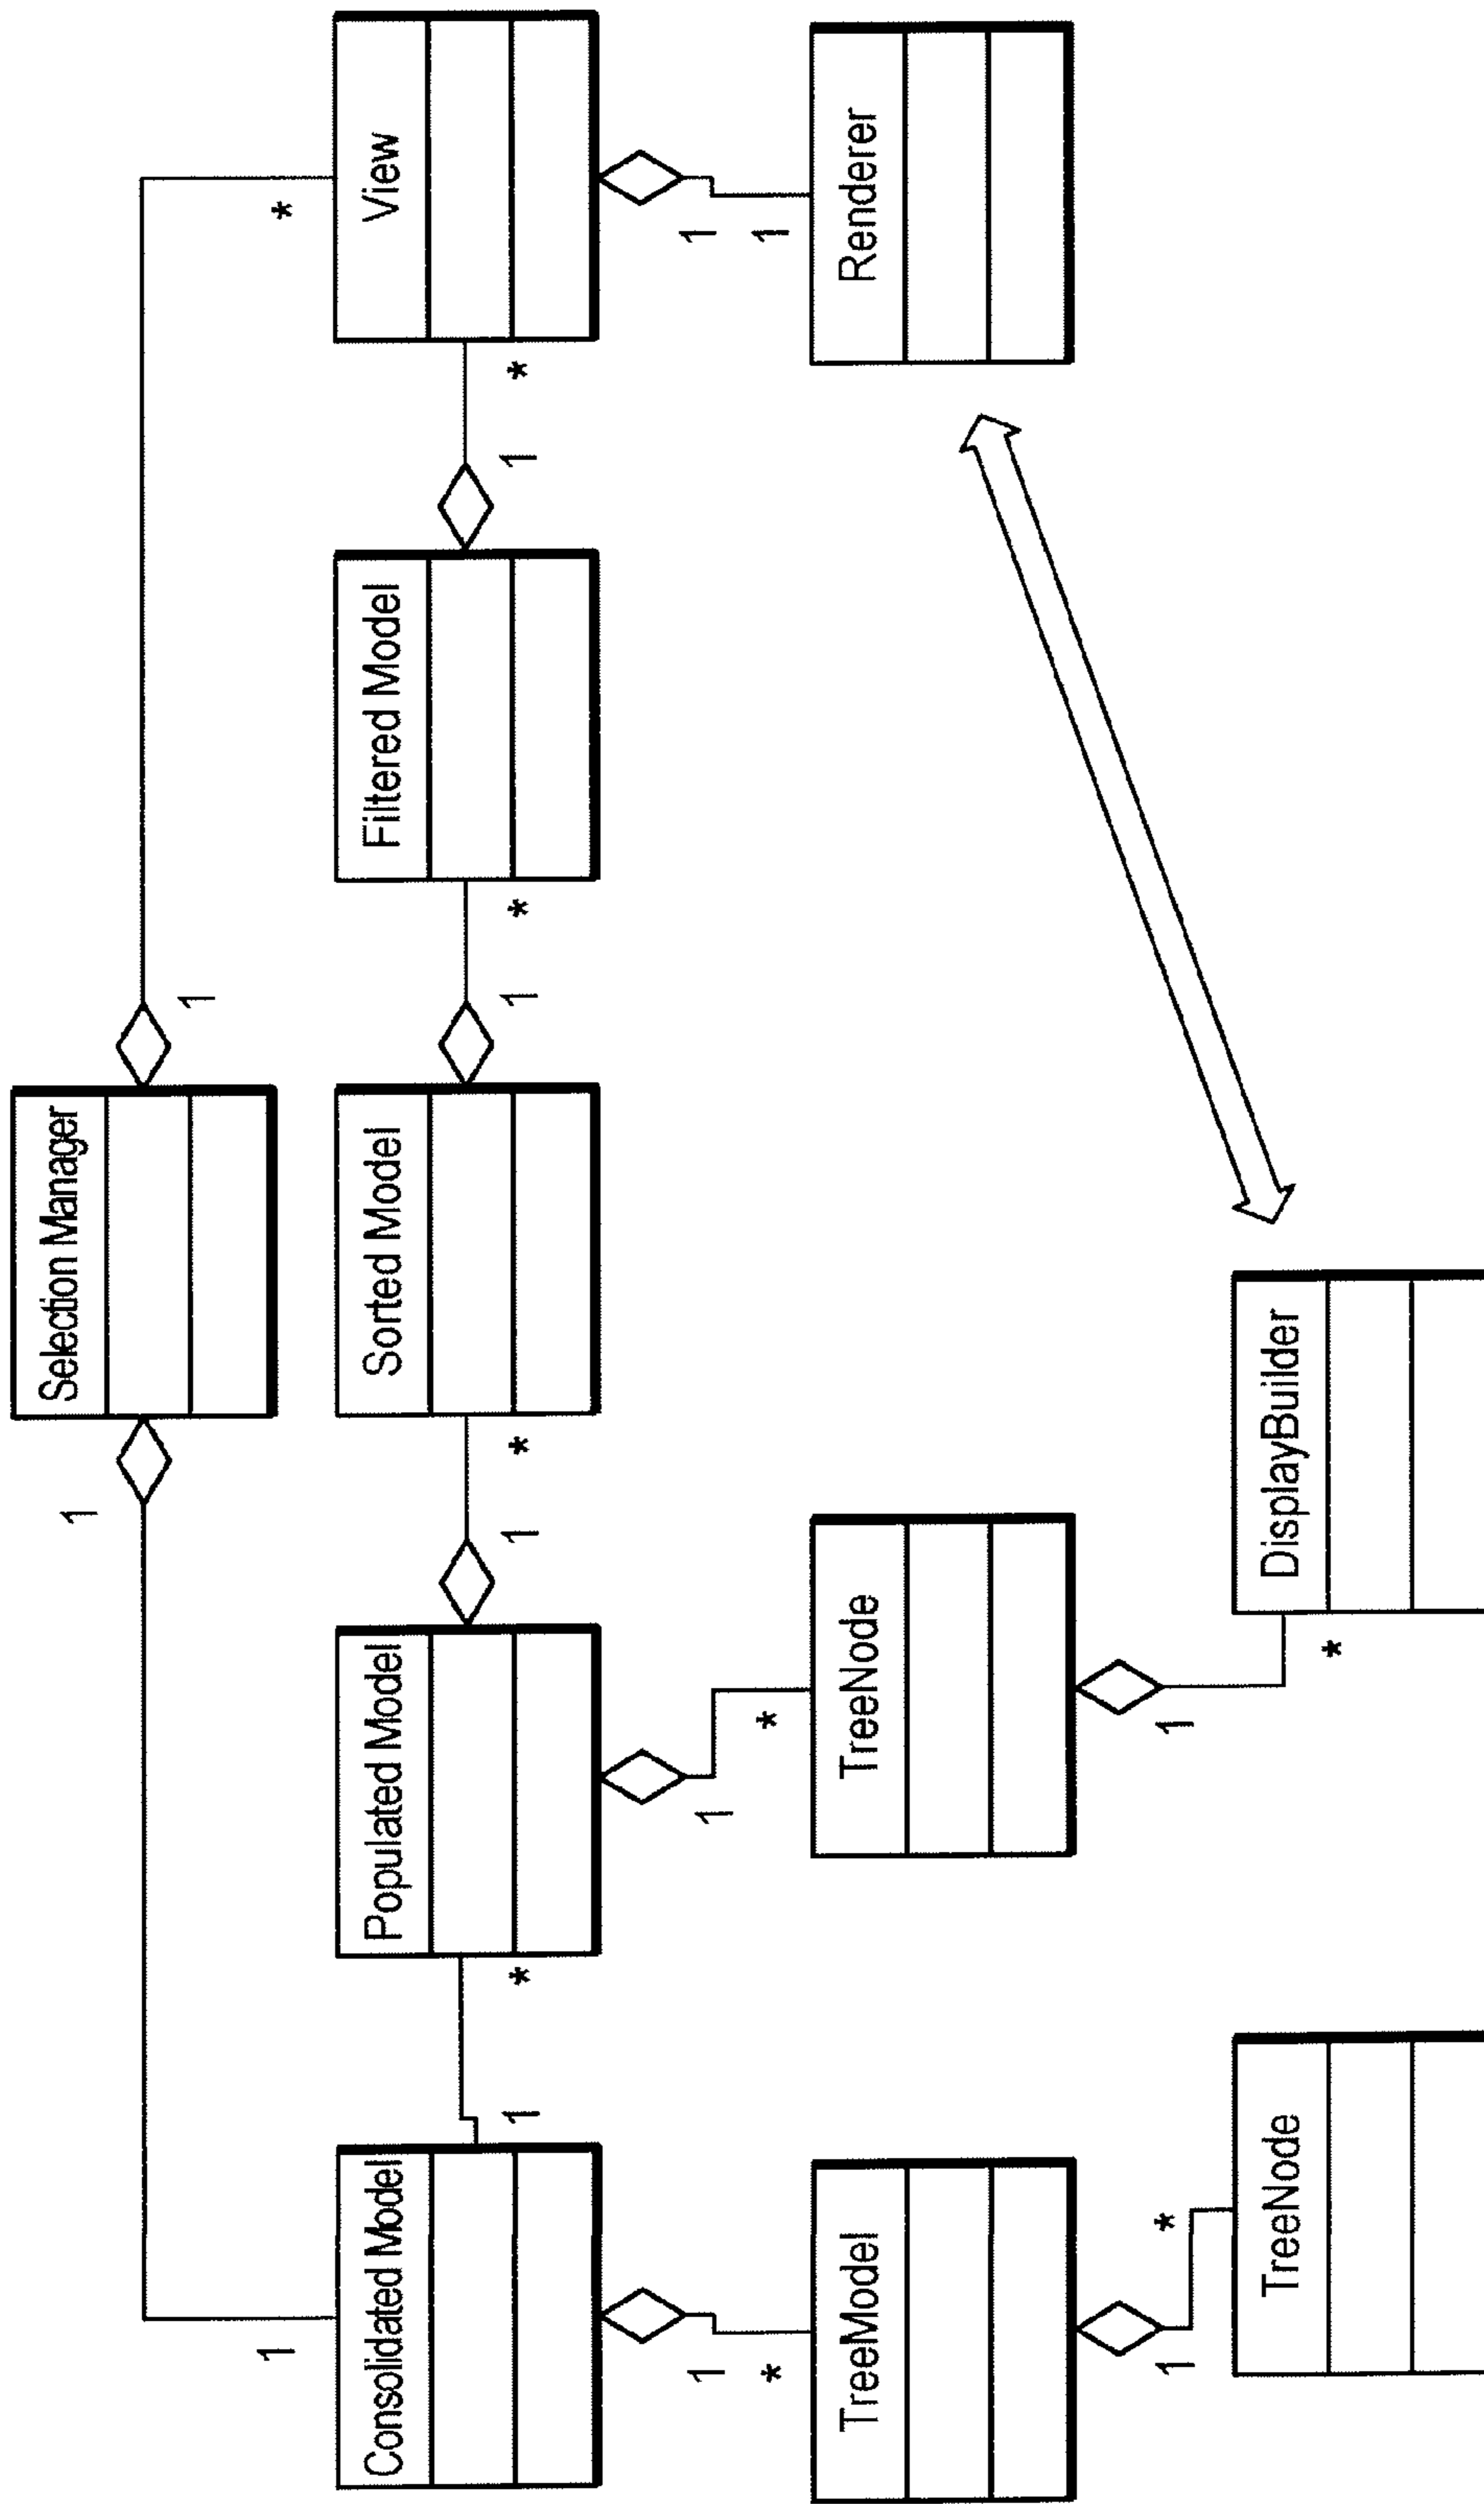 Selection Manager
1
1
1
*
Consolidated Model
Populated Model
Sorted Model
Filtered Model
View
1
*
1
*
1
*
1
*
1
1
1
*
*
1
TreeModel
TreeNode
Renderer
1
*
1
TreeNode
DisplayBuilder
*